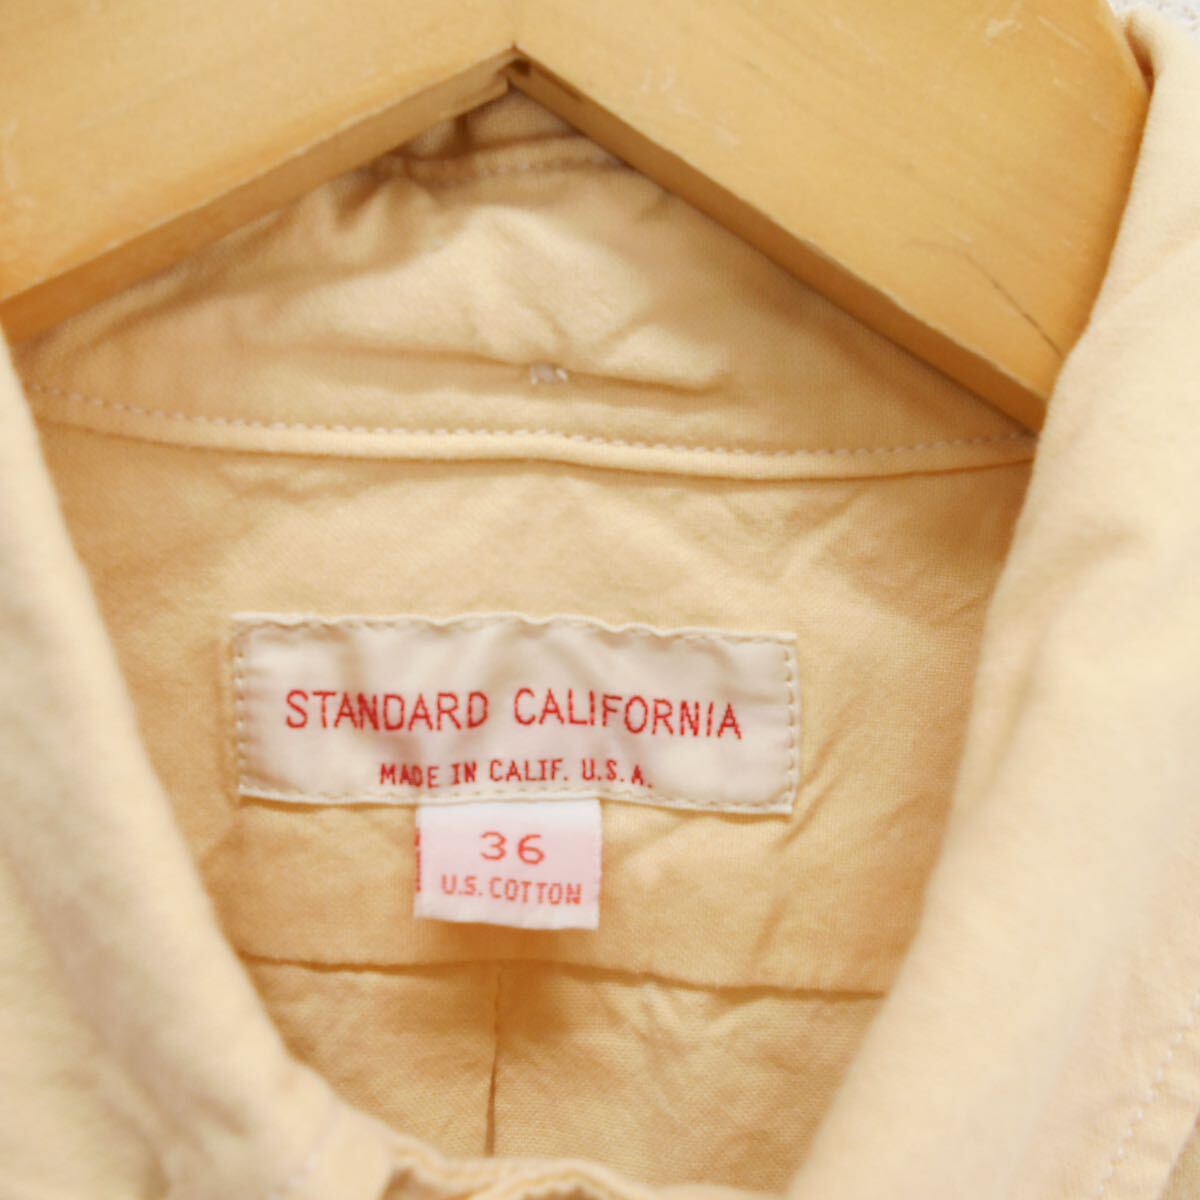 STANDARD CALIFORNIA
MADE IN CALIF. U.S.A.
36
U.S. COTTON